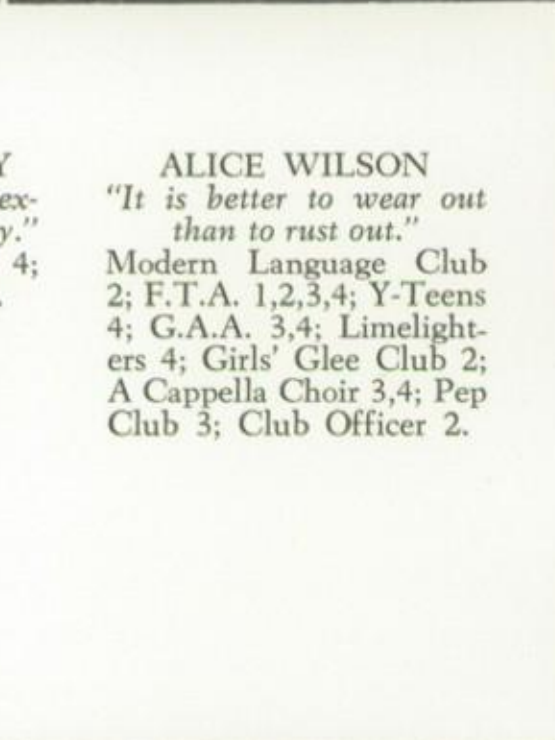 Y
ex-
y."
4;
ALICE WILSON
"It is better to wear out
than to rust out."
Modern Language Club
2; F.T.A. 1,2,3,4; Y-Teens
4; G.A.A. 3,4; Limelight-
ers 4; Girls' Glee Club 2;
A Cappella Choir 3,4; Pep
Club 3; Club Officer 2.